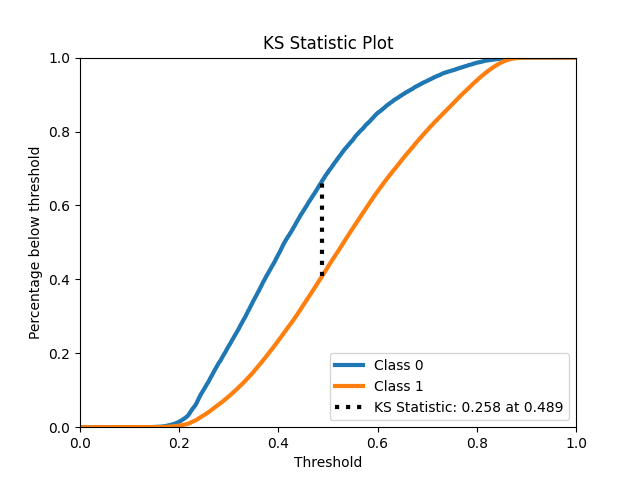 KS Statistic Plot
Percentage below threshold
1.0
0.8
0.6
0.4
0.2
0.0
0.0 0.2 0.4 0.6 0.8 1.0
Threshold
Class 0
Class 1
KS Statistic: 0.258 at 0.489